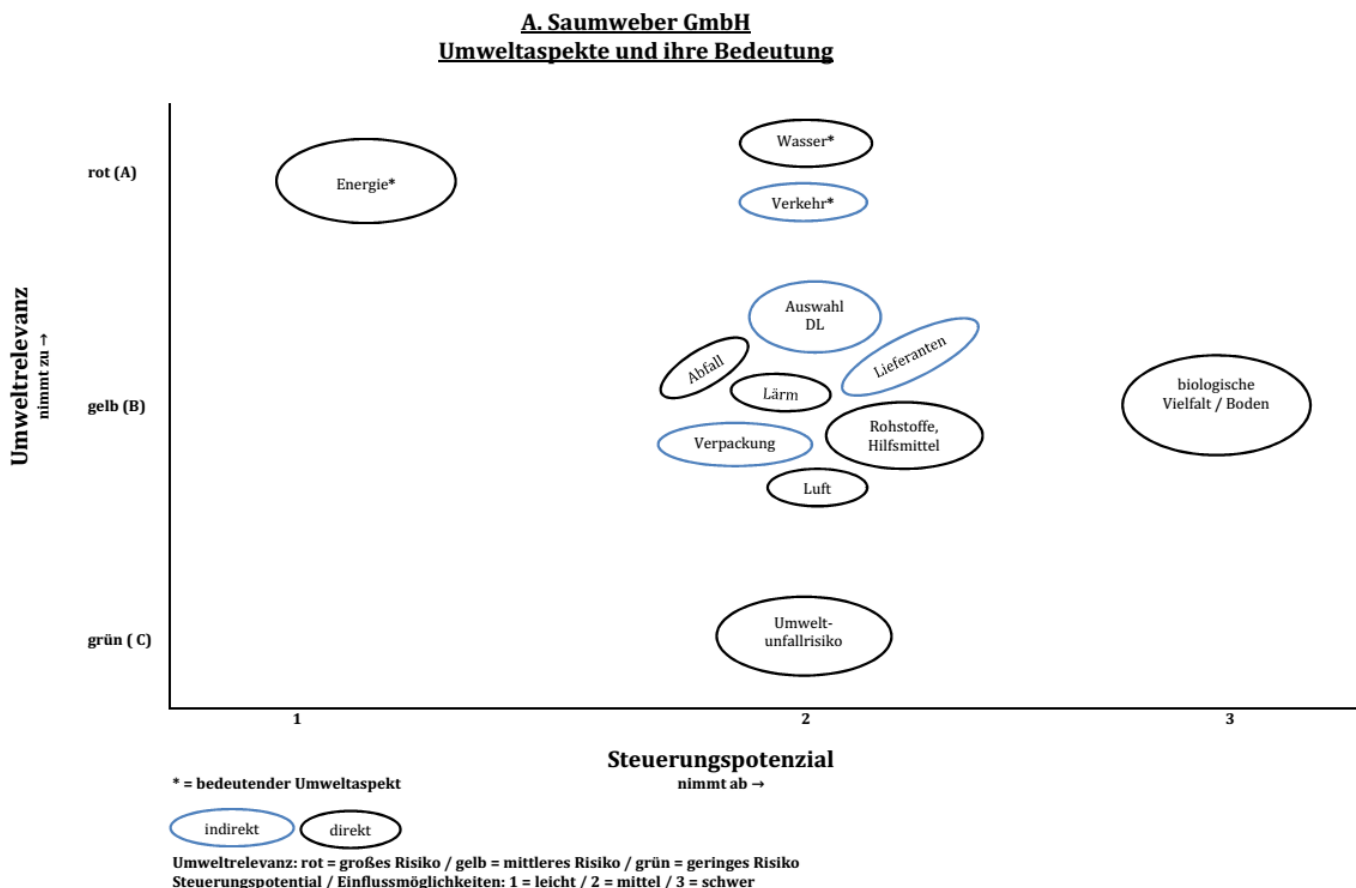 A. Saumweber GmbH
Umweltaspekte und ihre Bedeutung
Umweltrelevanz
nimmt zu →
rot (A)
gelb (B)
grün ( C)
Energie*
Wasser*
Verkehr*
Auswahl
DL
Lieferanten
Abfall
Lärm
biologische
Vielfalt / Boden
Rohstoffe,
Hilfsmittel
Verpackung
Luft
Umwelt-
unfallrisiko
1
2
3
Steuerungspotenzial
nimmt ab →
* = bedeutender Umweltaspekt
indirekt
direkt
Umweltrelevanz: rot = großes Risiko / gelb = mittleres Risiko / grün = geringes Risiko
Steuerungspotential / Einflussmöglichkeiten: 1 = leicht / 2 = mittel / 3 = schwer